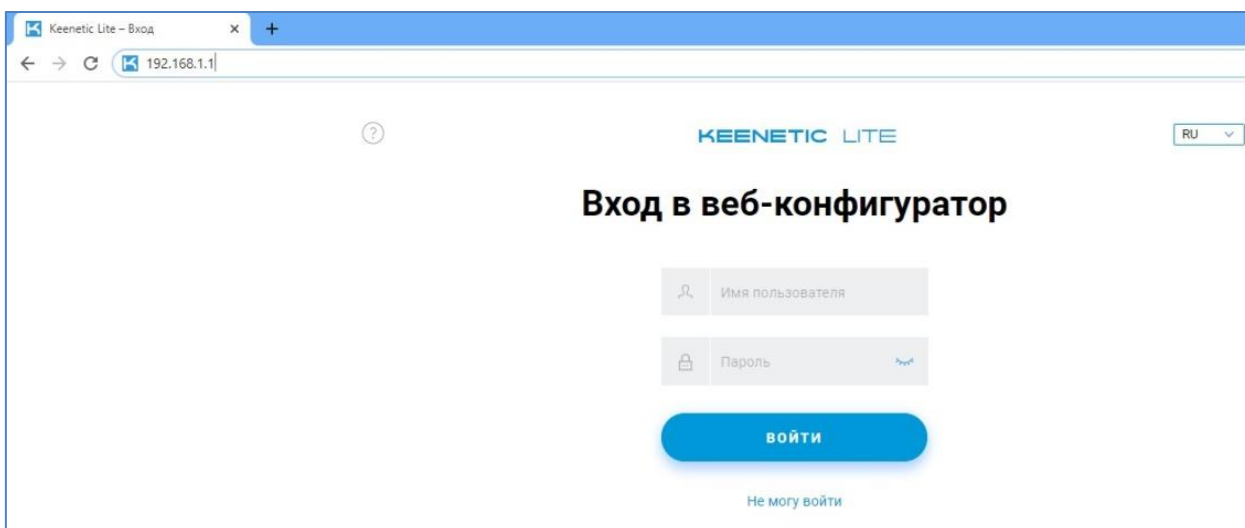 Keenetic Lite – Вход
192.168.1.1
KEENETIC LITE
RU
Вход в веб-конфигуратор
Имя пользователя
Пароль
ВОЙТИ
Не могу войти